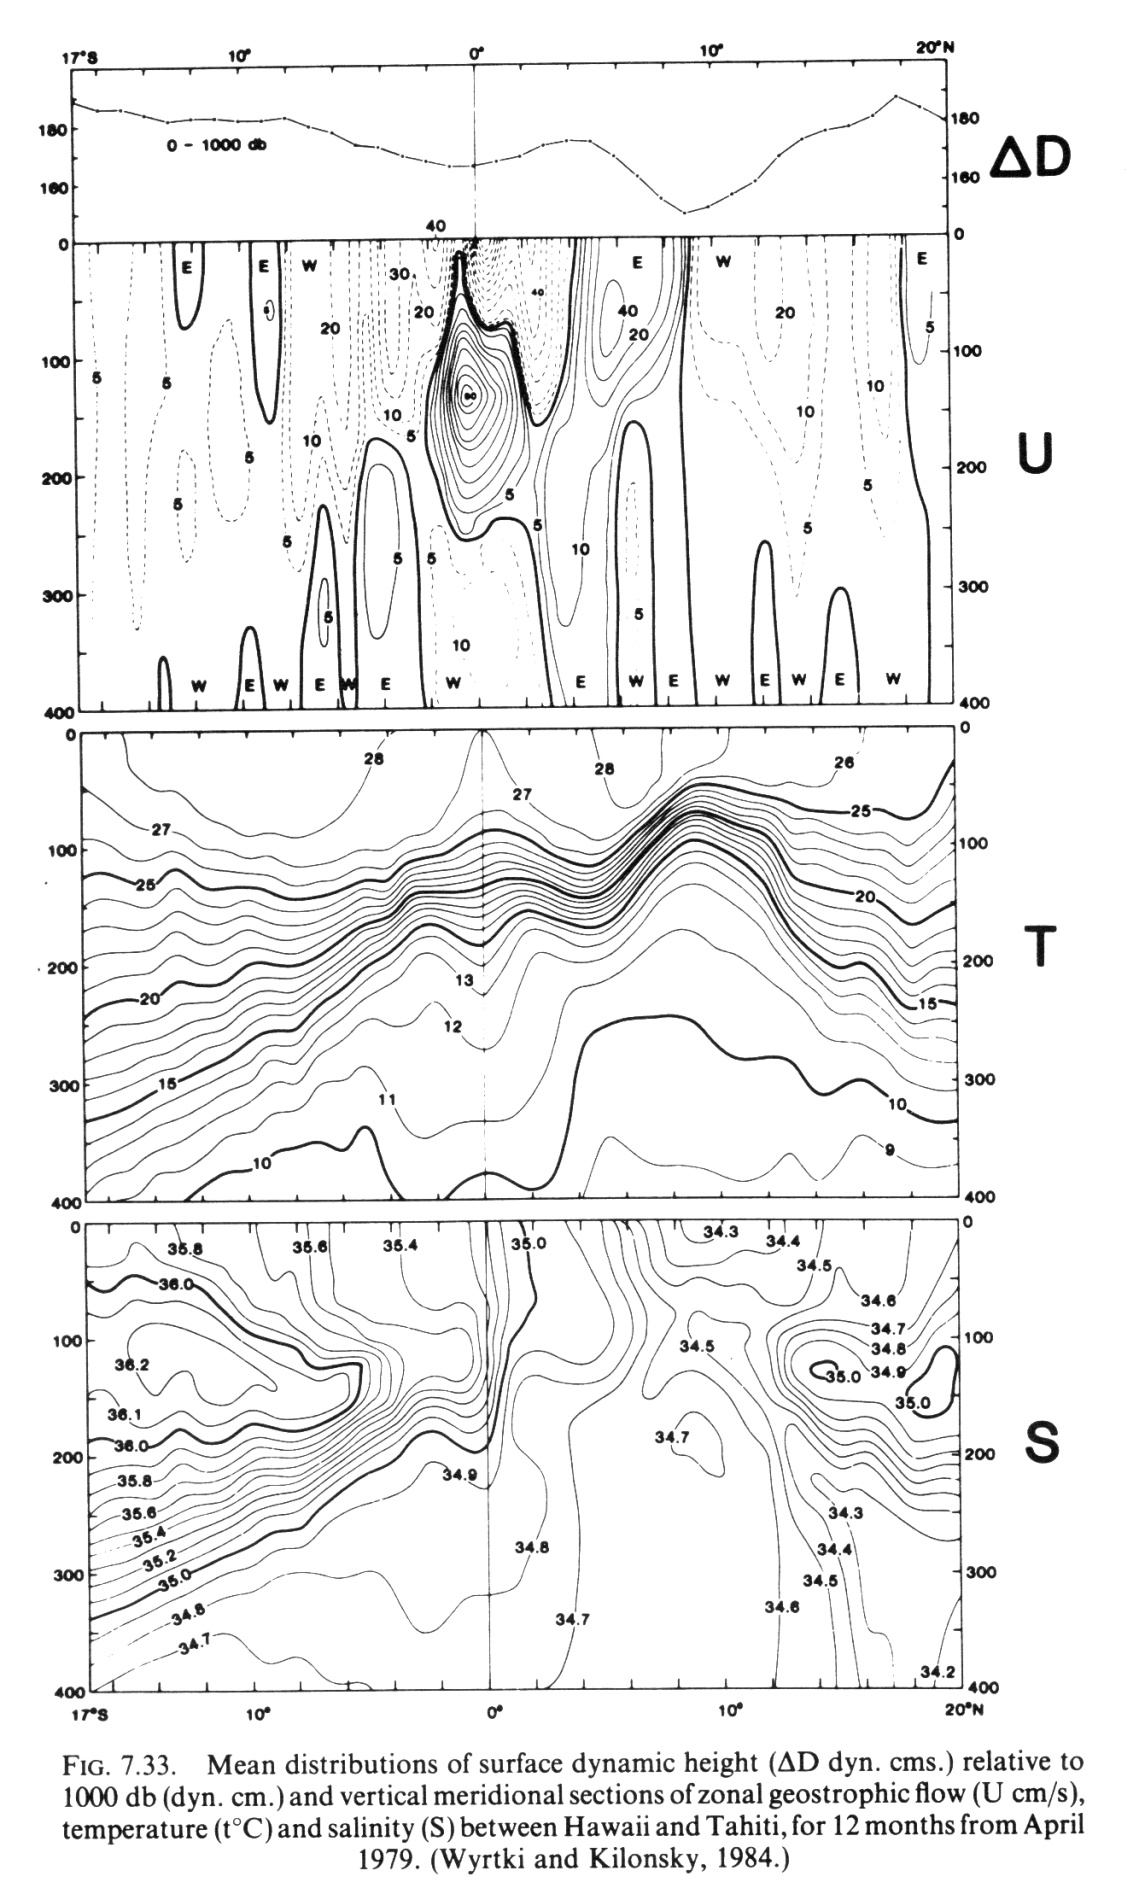 17°S 10° 0° 10° 20°N
180 0 – 1000 db 180
160 160
ΔD
40
0 0
E E W E W E
30
5 40 40
20 20 20 5
20
100 100
5 5 90
10 10
10 10
5
5
200 200
5 5 5
5 5
5
5 5
10
300 300
5 5
10
W E W E W E W E W E W E W E W
400 400
U
0 0
28 28 26
27
25
27
100 100
25
20
200 200
13
20 15
12
300 300
15
11 10
10 9
400 400
T
0 0
35.8 35.6 35.4 35.0 34.3 34.4
34.5
36.0 34.6
34.7
100 34.5 34.8 100
36.2 35.0 34.9
36.1 35.0
36.0 34.7
200 200
35.8 34.9
35.6 34.3
35.4
35.2 34.8 34.4
300 35.0 34.5 300
34.8 34.7 34.6
34.7
34.2
400 400
S
17°S 10° 0° 10° 20°N
FIG. 7.33. Mean distributions of surface dynamic height (ΔD dyn. cms.) relative to
1000 db (dyn. cm.) and vertical meridional sections of zonal geostrophic flow (U cm/s),
temperature (t°C) and salinity (S) between Hawaii and Tahiti, for 12 months from April
1979. (Wyrtki and Kilonsky, 1984.)